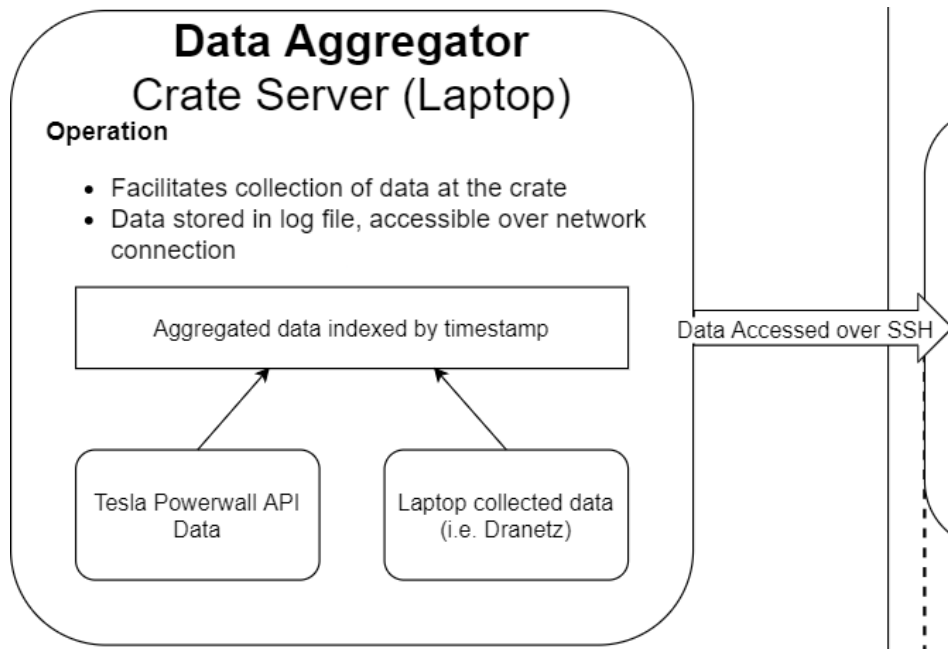 Data Aggregator
Crate Server (Laptop)
Operation
• Facilitates collection of data at the crate
• Data stored in log file, accessible over network
connection
Aggregated data indexed by timestamp
Data Accessed over SSH
Tesla Powerwall API
Data
Laptop collected data
(i.e. Dranetz)